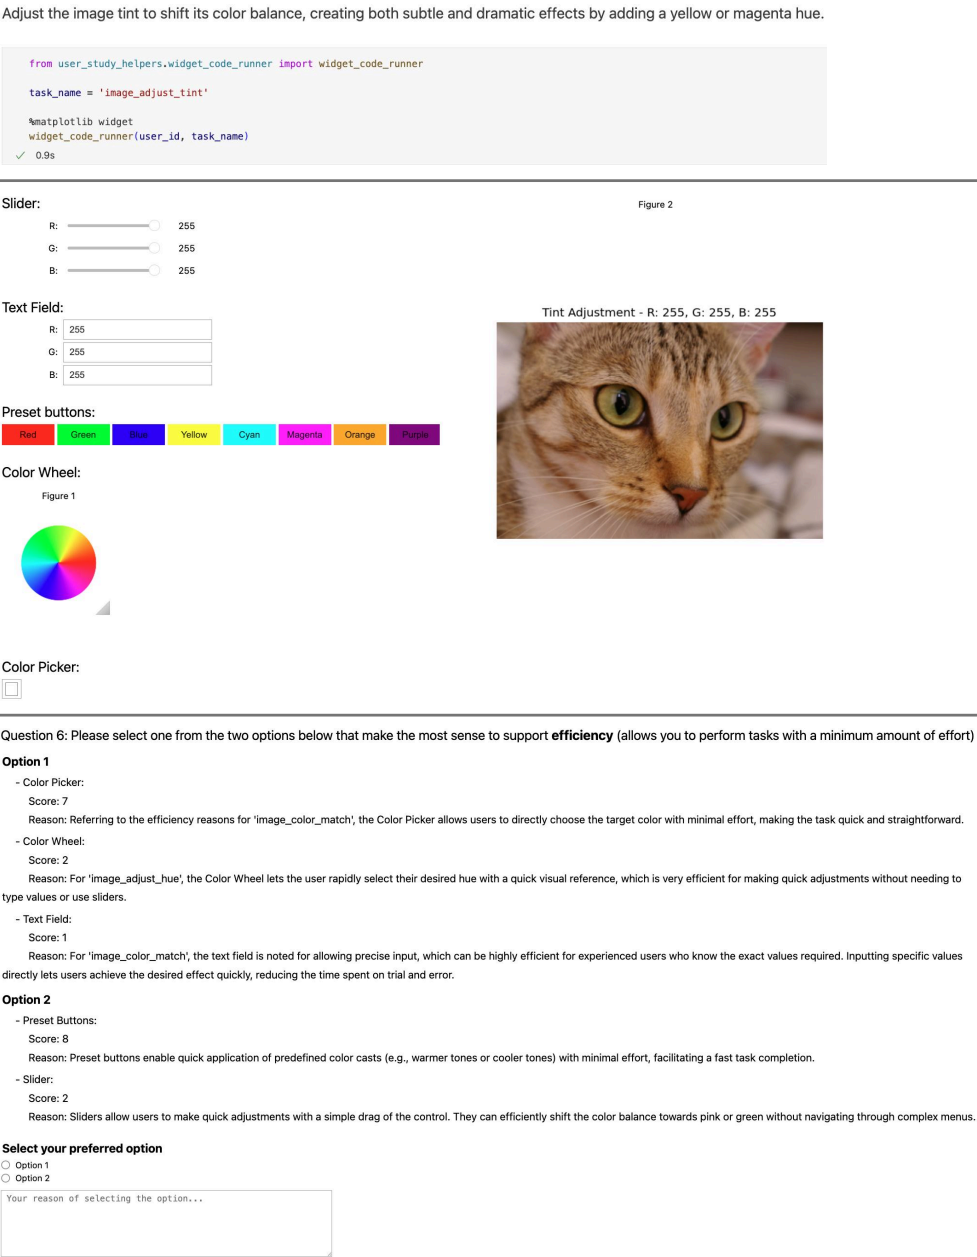 Adjust the image tint to shift its color balance, creating both subtle and dramatic effects by adding a yellow or magenta hue.
from user_study_helpers.widget_code_runner import widget_code_runner
task_name = 'image_adjust_tint'
%matplotlib widget
widget_code_runner(user_id, task_name)
✓ 0.9s
Slider:
R: 255
G: 255
B: 255
Text Field:
R: 255
G: 255
B: 255
Preset buttons:
Red Green Blue Yellow Cyan Magenta Orange Purple
Color Wheel:
Figure 1
Figure 2
Tint Adjustment - R: 255, G: 255, B: 255
Color Picker:
Question 6: Please select one from the two options below that make the most sense to support efficiency (allows you to perform tasks with a minimum amount of effort)
Option 1
- Color Picker:
Score: 7
Reason: Referring to the efficiency reasons for 'image_color_match', the Color Picker allows users to directly choose the target color with minimal effort, making the task quick and straightforward.
- Color Wheel:
Score: 2
Reason: For 'image_adjust_hue', the Color Wheel lets the user rapidly select their desired hue with a quick visual reference, which is very efficient for making quick adjustments without needing to
type values or use sliders.
- Text Field:
Score: 1
Reason: For 'image_color_match', the text field is noted for allowing precise input, which can be highly efficient for experienced users who know the exact values required. Inputting specific values
directly lets users achieve the desired effect quickly, reducing the time spent on trial and error.
Option 2
- Preset Buttons:
Score: 8
Reason: Preset buttons enable quick application of predefined color casts (e.g., warmer tones or cooler tones) with minimal effort, facilitating a fast task completion.
- Slider:
Score: 2
Reason: Sliders allow users to make quick adjustments with a simple drag of the control. They can efficiently shift the color balance towards pink or green without navigating through complex menus.
Select your preferred option
Option 1
Option 2
Your reason of selecting the option...